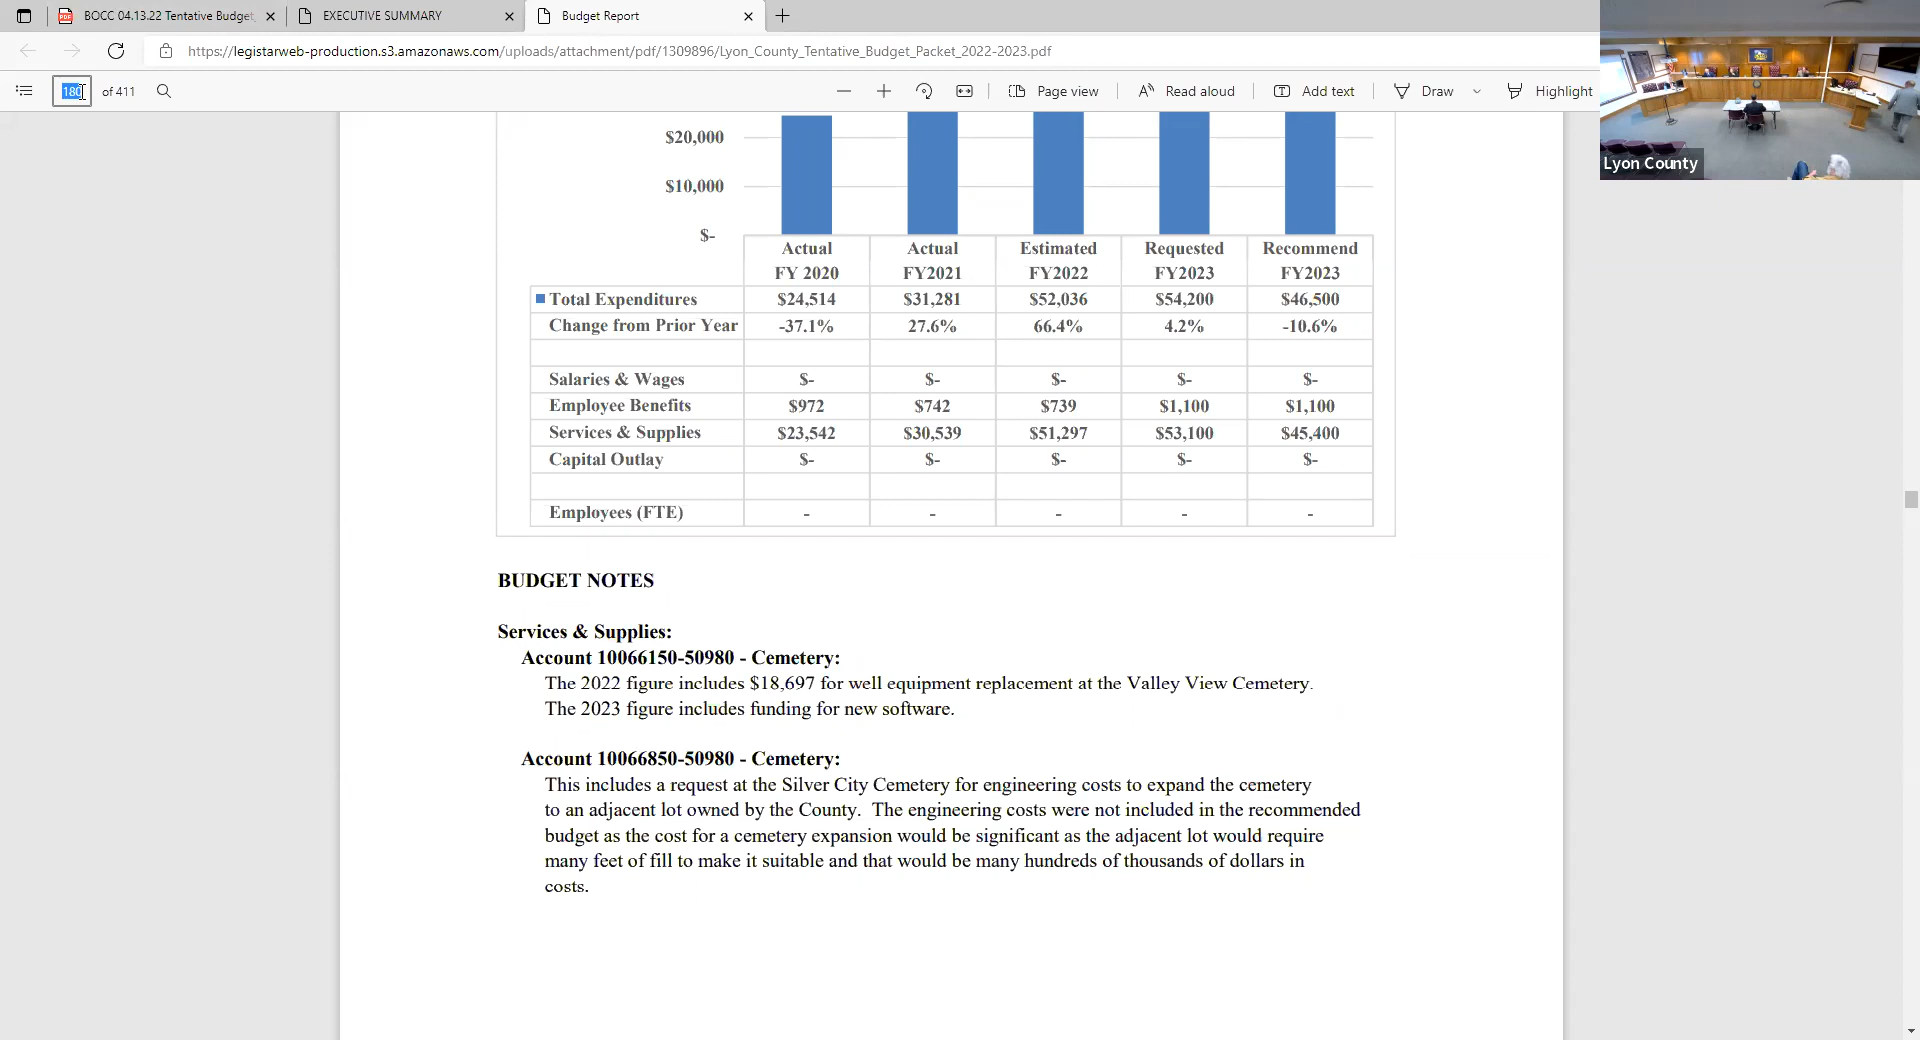 BOCC 04.13.22 Tentative Budget
EXECUTIVE SUMMARY
Budget Report
https://legistarweb-production.s3.amazonaws.com/uploads/attachment/pdf/1309896/Lyon_County_Tentative_Budget_Packet_2022-2023.pdf
180 of 411
Page view
Read aloud
Add text
Draw
Highlight
Lyon County
$20,000
$10,000
$-
Actual Actual Estimated Requested Recommend
FY 2020 FY2021 FY2022 FY2023 FY2023
Total Expenditures $24,514 $31,281 $52,036 $54,200 $46,500
Change from Prior Year -37.1% 27.6% 66.4% 4.2% -10.6%
Salaries & Wages $- $- $- $- $-
Employee Benefits $972 $742 $739 $1,100 $1,100
Services & Supplies $23,542 $30,539 $51,297 $53,100 $45,400
Capital Outlay $- $- $- $- $-
Employees (FTE) - - - - -
BUDGET NOTES
Services & Supplies:
Account 10066150-50980 - Cemetery:
The 2022 figure includes $18,697 for well equipment replacement at the Valley View Cemetery.
The 2023 figure includes funding for new software.
Account 10066850-50980 - Cemetery:
This includes a request at the Silver City Cemetery for engineering costs to expand the cemetery
to an adjacent lot owned by the County. The engineering costs were not included in the recommended
budget as the cost for a cemetery expansion would be significant as the adjacent lot would require
many feet of fill to make it suitable and that would be many hundreds of thousands of dollars in
costs.